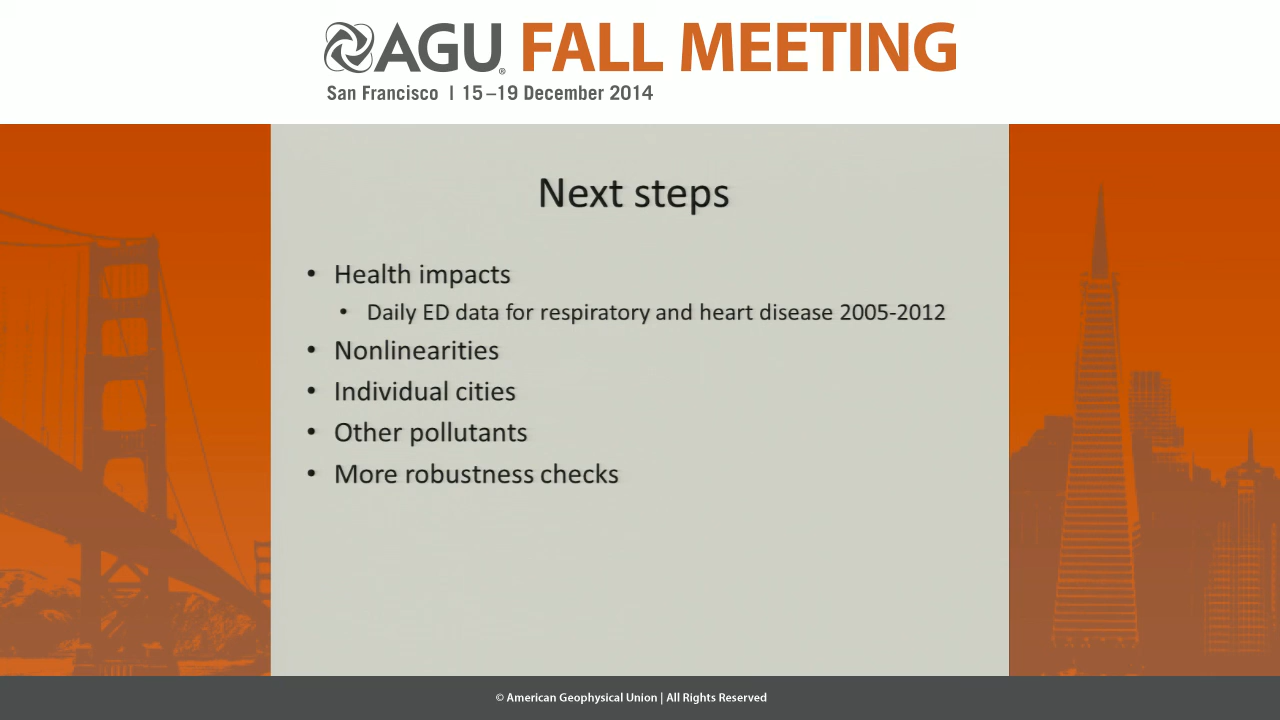 AGU® FALL MEETING
San Francisco | 15–19 December 2014
Next steps
• Health impacts
• Daily ED data for respiratory and heart disease 2005-2012
• Nonlinearities
• Individual cities
• Other pollutants
• More robustness checks
© American Geophysical Union | All Rights Reserved